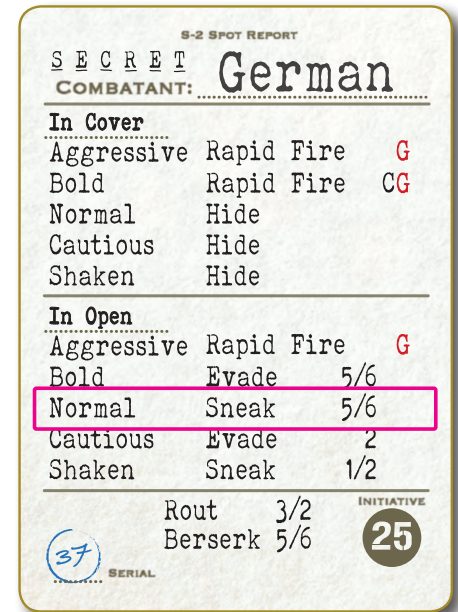 S-2 SPOT REPORT
SECRET
COMBATANT: German
In Cover
Aggressive Rapid Fire G
Bold Rapid Fire CG
Normal Hide
Cautious Hide
Shaken Hide
In Open
Aggressive Rapid Fire G
Bold Evade 5/6
Normal Sneak 5/6
Cautious Evade 2
Shaken Sneak 1/2
Rout 3/2
INITIATIVE
Berserk 5/6
25
37
SERIAL